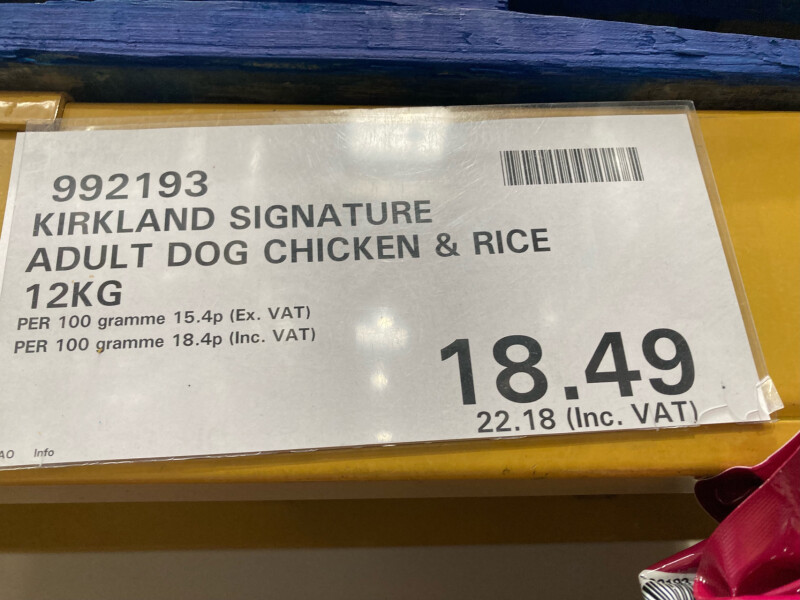 992193
KIRKLAND SIGNATURE
ADULT DOG CHICKEN & RICE
12KG
PER 100 gramme 15.4p (Ex. VAT)
PER 100 gramme 18.4p (Inc. VAT)
18.49
22.18 (Inc. VAT)
AO Info